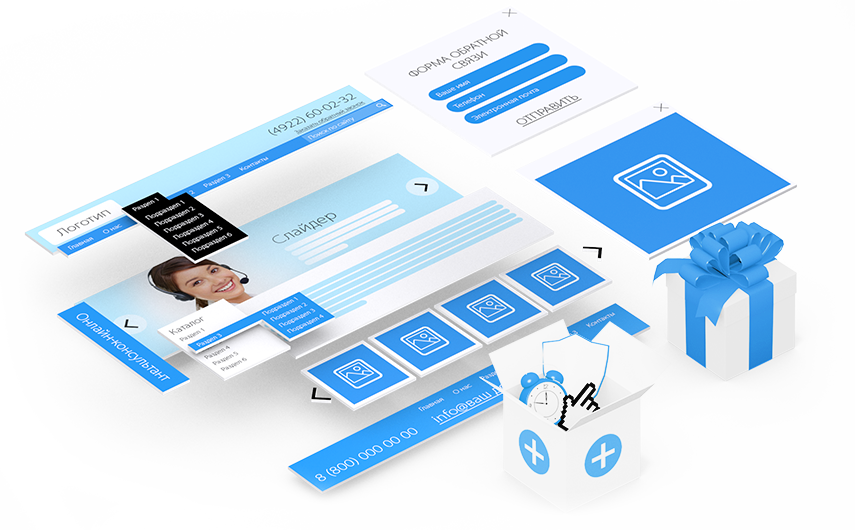 ФОРМА ОБРАТНОЙ
СВЯЗИ
Ваше имя
Телефон
Электронная почта
ОТПРАВИТЬ
(4922) 60-02-32
Заказать обратный звонок
Поиск по сайту
Логотип
Главная
О нас
Раздел 1
2
Раздел 3
Контакты
Подраздел 1
Подраздел 2
Подраздел 3
Подраздел 4
Подраздел 5
Подраздел 6
Слайдер
Онлайн-консультант
Каталог
Раздел 1
Раздел 3
Раздел 4
Раздел 5
Раздел 6
Подраздел 1
Подраздел 2
Подраздел 3
Подраздел 4
Главная
О нас
Контакты
8 (800) 000 00 00
info@ваш